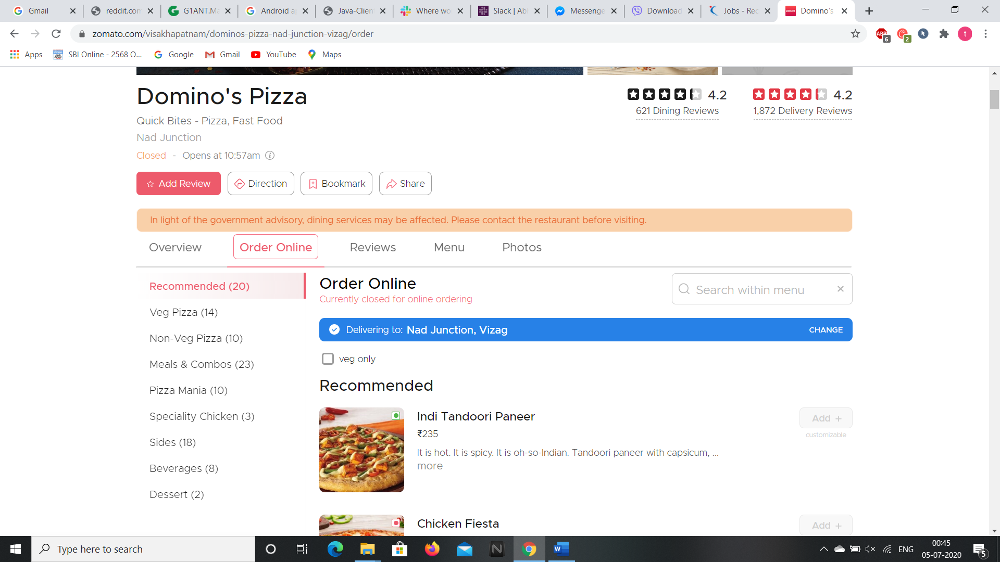 Gmail
reddit.com
G1ANT.Ma
Android a
Java-Clien
Where wo
Slack | Ab
Messenge
Download
Jobs - Rec
Domino's
zomato.com/visakhapatnam/dominos-pizza-nad-junction-vizag/order
ABP 6
2
t
Apps
SBI Online - 2568 O...
Google
Gmail
YouTube
Maps
Domino's Pizza
4.2
4.2
621 Dining Reviews
1,872 Delivery Reviews
Quick Bites - Pizza, Fast Food
Nad Junction
Closed - Opens at 10:57am
Add Review
Direction
Bookmark
Share
In light of the government advisory, dining services may be affected. Please contact the restaurant before visiting.
Overview
Order Online
Reviews
Menu
Photos
Recommended (20)
Veg Pizza (14)
Non-Veg Pizza (10)
Meals & Combos (23)
Pizza Mania (10)
Speciality Chicken (3)
Sides (18)
Beverages (8)
Dessert (2)
Order Online
Currently closed for online ordering
Search within menu
Delivering to: Nad Junction, Vizag
CHANGE
veg only
Recommended
Indi Tandoori Paneer
₹235
It is hot. It is spicy. It is oh-so-Indian. Tandoori paneer with capsicum, ...
more
Add +
customizable
Chicken Fiesta
Add +
Type here to search
ENG
00:45
05-07-2020
5